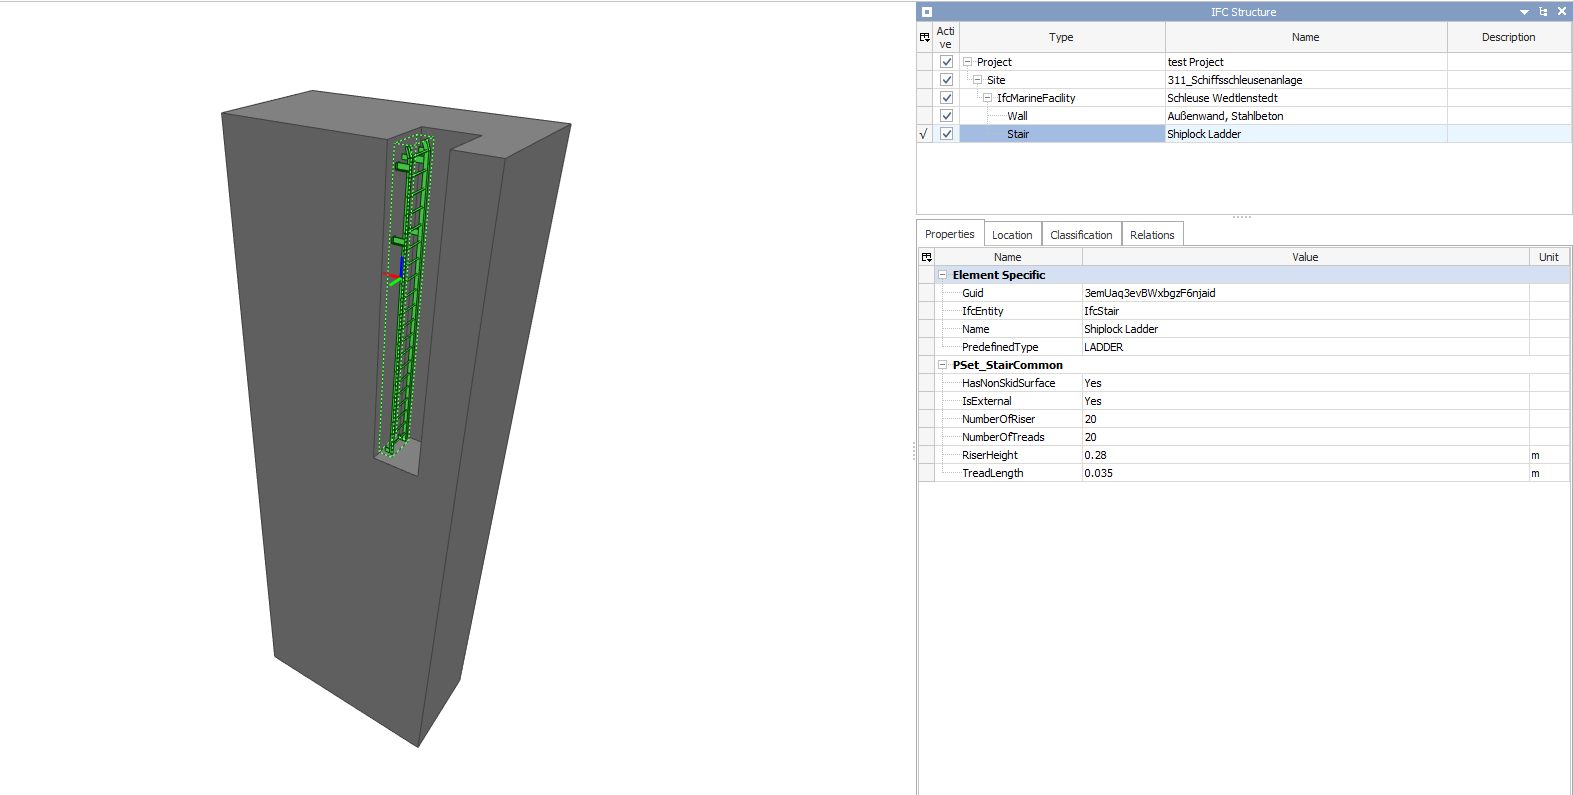 IFC Structure
Active Type Name Description
Project test Project
Site 311_Schiffsschleusenanlage
IfcMarineFacility Schleuse Wedtlenstedt
Wall Außenwand, Stahlbeton
√ Stair Shiplock Ladder
Properties Location Classification Relations
Name Value Unit
Element Specific
Guid 3emUaq3evBWxbgzF6njaid
IfcEntity IfcStair
Name Shiplock Ladder
PredefinedType LADDER
PSet_StairCommon
HasNonSkidSurface Yes
IsExternal Yes
NumberOfRiser 20
NumberOfTreads 20
RiserHeight 0.28 m
TreadLength 0.035 m